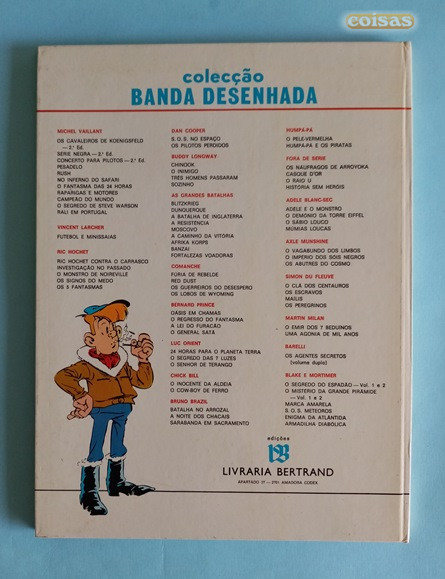 coisas
colecção
BANDA DESENHADA
MICHEL VAILLANT
OS CAVALEIROS DE KOENIGSFELD
— 2.ª Ed.
SERIE NEGRA — 2.ª Ed.
CONCERTO PARA PILOTOS — 2.ª Ed.
PESADELO
RUSH
NO INFERNO DO SAFARI
O FANTASMA DAS 24 HORAS
RAPARIGAS E MOTORES
CAMPEÃO DO MUNDO
O SEGREDO DE STEVE WARSON
RALI EM PORTUGAL
VINCENT LARCHER
FUTEBOL E MINISSAIAS
RIC HOCHET
RIC HOCHET CONTRA O CARRASCO
INVESTIGAÇÃO NO PASSADO
O MONSTRO DE NOIREVILLE
OS SIGNOS DO MEDO
OS 5 FANTASMAS
DAN COOPER
S. O. S. NO ESPAÇO
OS PILOTOS PERDIDOS
BUDDY LONGWAY
CHINOOK
O INIMIGO
TRES HOMENS PASSARAM
SOZINHO
AS GRANDES BATALHAS
BLITZKRIEG
DUNQUERQUE
A BATALHA DE INGLATERRA
A RESISTÊNCIA
MOSCOVO
A CAMINHO DA VITÓRIA
AFRIKA KORPS
BANZAI
FORTALEZAS VOADORAS
COMANCHE
FÚRIA DE REBELDE
RED DUST
OS GUERREIROS DO DESESPERO
OS LOBOS DE WYOMING
BERNARD PRINCE
OASIS EM CHAMAS
O REGRESSO DO FANTASMA
A LEI DO FURACÃO
O GENERAL SATÃ
LUC ORIENT
24 HORAS PARA O PLANETA TERRA
O SEGREDO DAS 7 LUZES
O SENHOR DE TERANGO
CHICK BILL
O INOCENTE DA ALDEIA
O COW-BOY DE FERRO
BRUNO BRAZIL
BATALHA NO ARROZAL
A NOITE DOS CHACAIS
SARABANDA EM SACRAMENTO
HUMPÁ-PÁ
O PELE-VERMELHA
HUMPÁ-PÁ E OS PIRATAS
FORA DE SERIE
OS NÁUFRAGOS DE ARROYOKA
CASQUE D'OR
O RAIO U
HISTÓRIA SEM HERÓIS
ADELE BLANC-SEC
ADELE E O MONSTRO
O DEMONIO DA TORRE EIFFEL
O SÁBIO LOUCO
MÚMIAS LOUCAS
AXLE MUNSHINE
O VAGABUNDO DOS LIMBOS
O IMPERIO DOS SOIS NEGROS
OS ABUTRES DO COSMO
SIMON DU FLEUVE
O CLÃ DOS CENTAUROS
OS ESCRAVOS
MAÏLIS
OS PEREGRINOS
MARTIN MILAN
O EMIR DOS 7 BEDUINOS
UMA AGONIA DE MIL ANOS
BARELLI
OS AGENTES SECRETOS
(volume duplo)
BLAKE E MORTIMER
O SEGREDO DO ESPADÃO — Vol. 1 e 2
O MISTERIO DA GRANDE PIRÂMIDE
— Vol. 1 e 2
MARCA AMARELA
S. O. S. METEOROS
ENIGMA DA ATLÂNTIDA
ARMADILHA DIABÓLICA
edições
LIVRARIA BERTRAND
APARTADO 37 — 2701 AMADORA CODEX